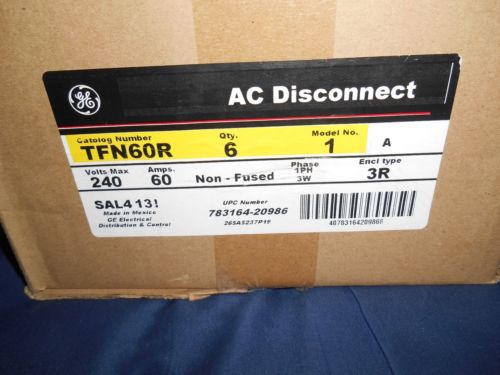 GE
AC Disconnect
Catalog Number Qty. Model No.
TFN60R 6 1 A
Volts Max Amps. Phase Encl type
240 60 Non - Fused 1PH 3R
3W
SAL4 13!
Made in Mexico
GE Electrical
Distribution & Control
UPC Number
783164-20986
265A5237P19
40783164209868